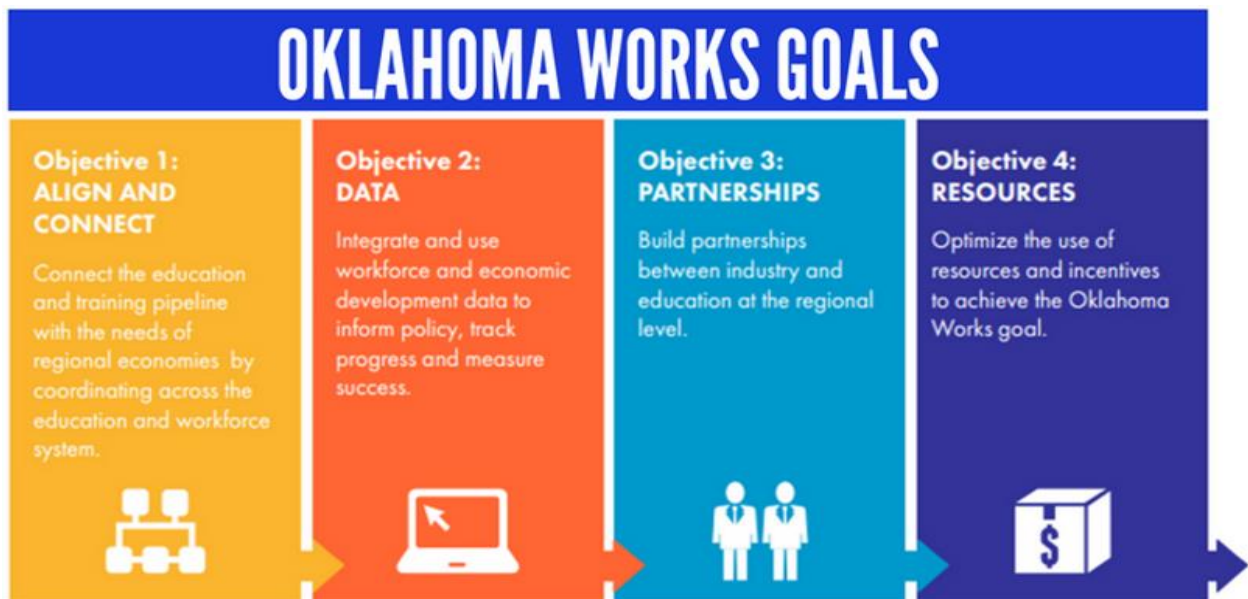 OKLAHOMA WORKS GOALS
Objective 1:
ALIGN AND
CONNECT
Connect the education
and training pipeline
with the needs of
regional economies by
coordinating across the
education and workforce
system.
Objective 2:
DATA
Integrate and use
workforce and economic
development data to
inform policy, track
progress and measure
success.
Objective 3:
PARTNERSHIPS
Build partnerships
between industry and
education at the regional
level.
Objective 4:
RESOURCES
Optimize the use of
resources and incentives
to achieve the Oklahoma
Works goal.
$